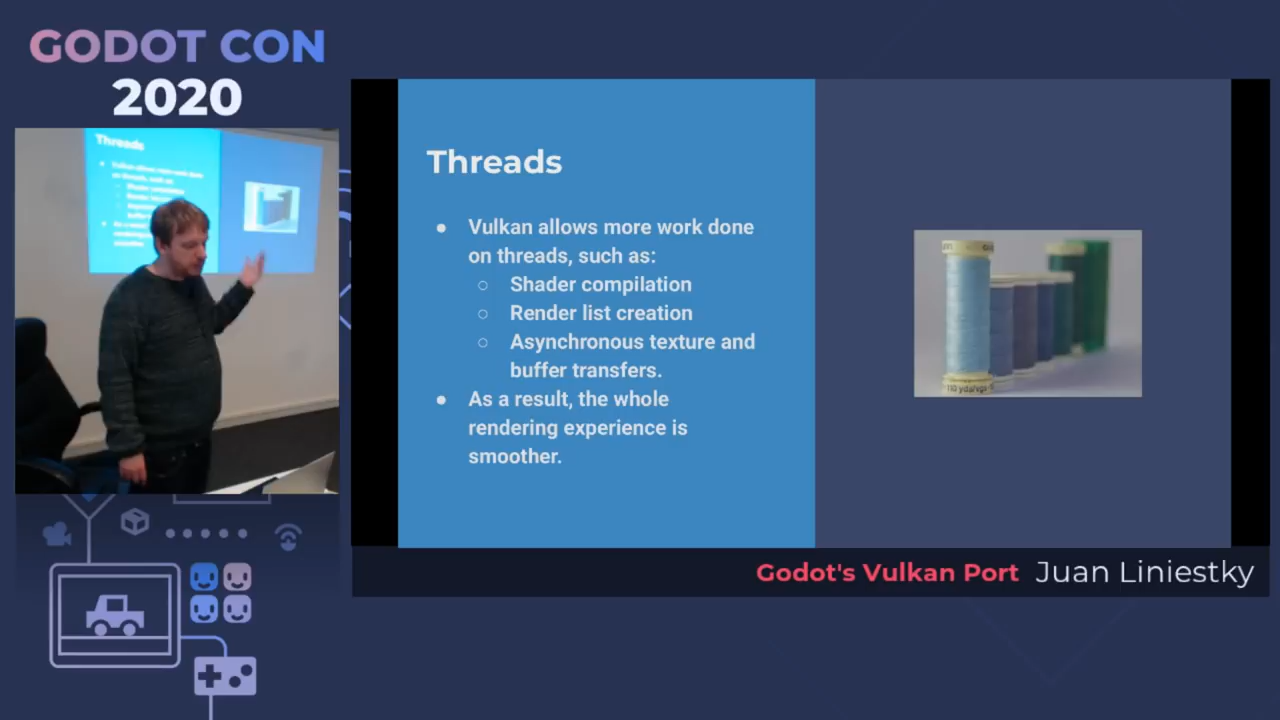 GODOT CON
2020
Threads
● Vulkan allows more work done
on threads, such as:
○ Shader compilation
○ Render list creation
○ Asynchronous texture and
buffer transfers.
● As a result, the whole
rendering experience is
smoother.
Threads
Godot's Vulkan Port Juan Liniestky